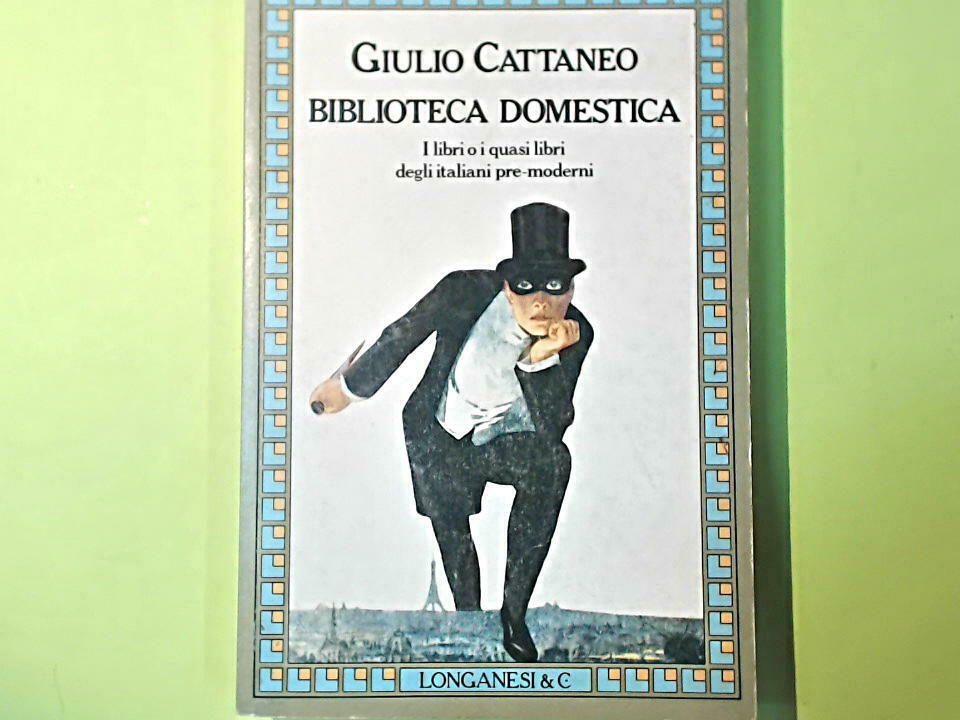 GIULIO CATTANEO
BIBLIOTECA DOMESTICA
I libri o i quasi libri
degli italiani pre-moderni
LONGANESI & C.